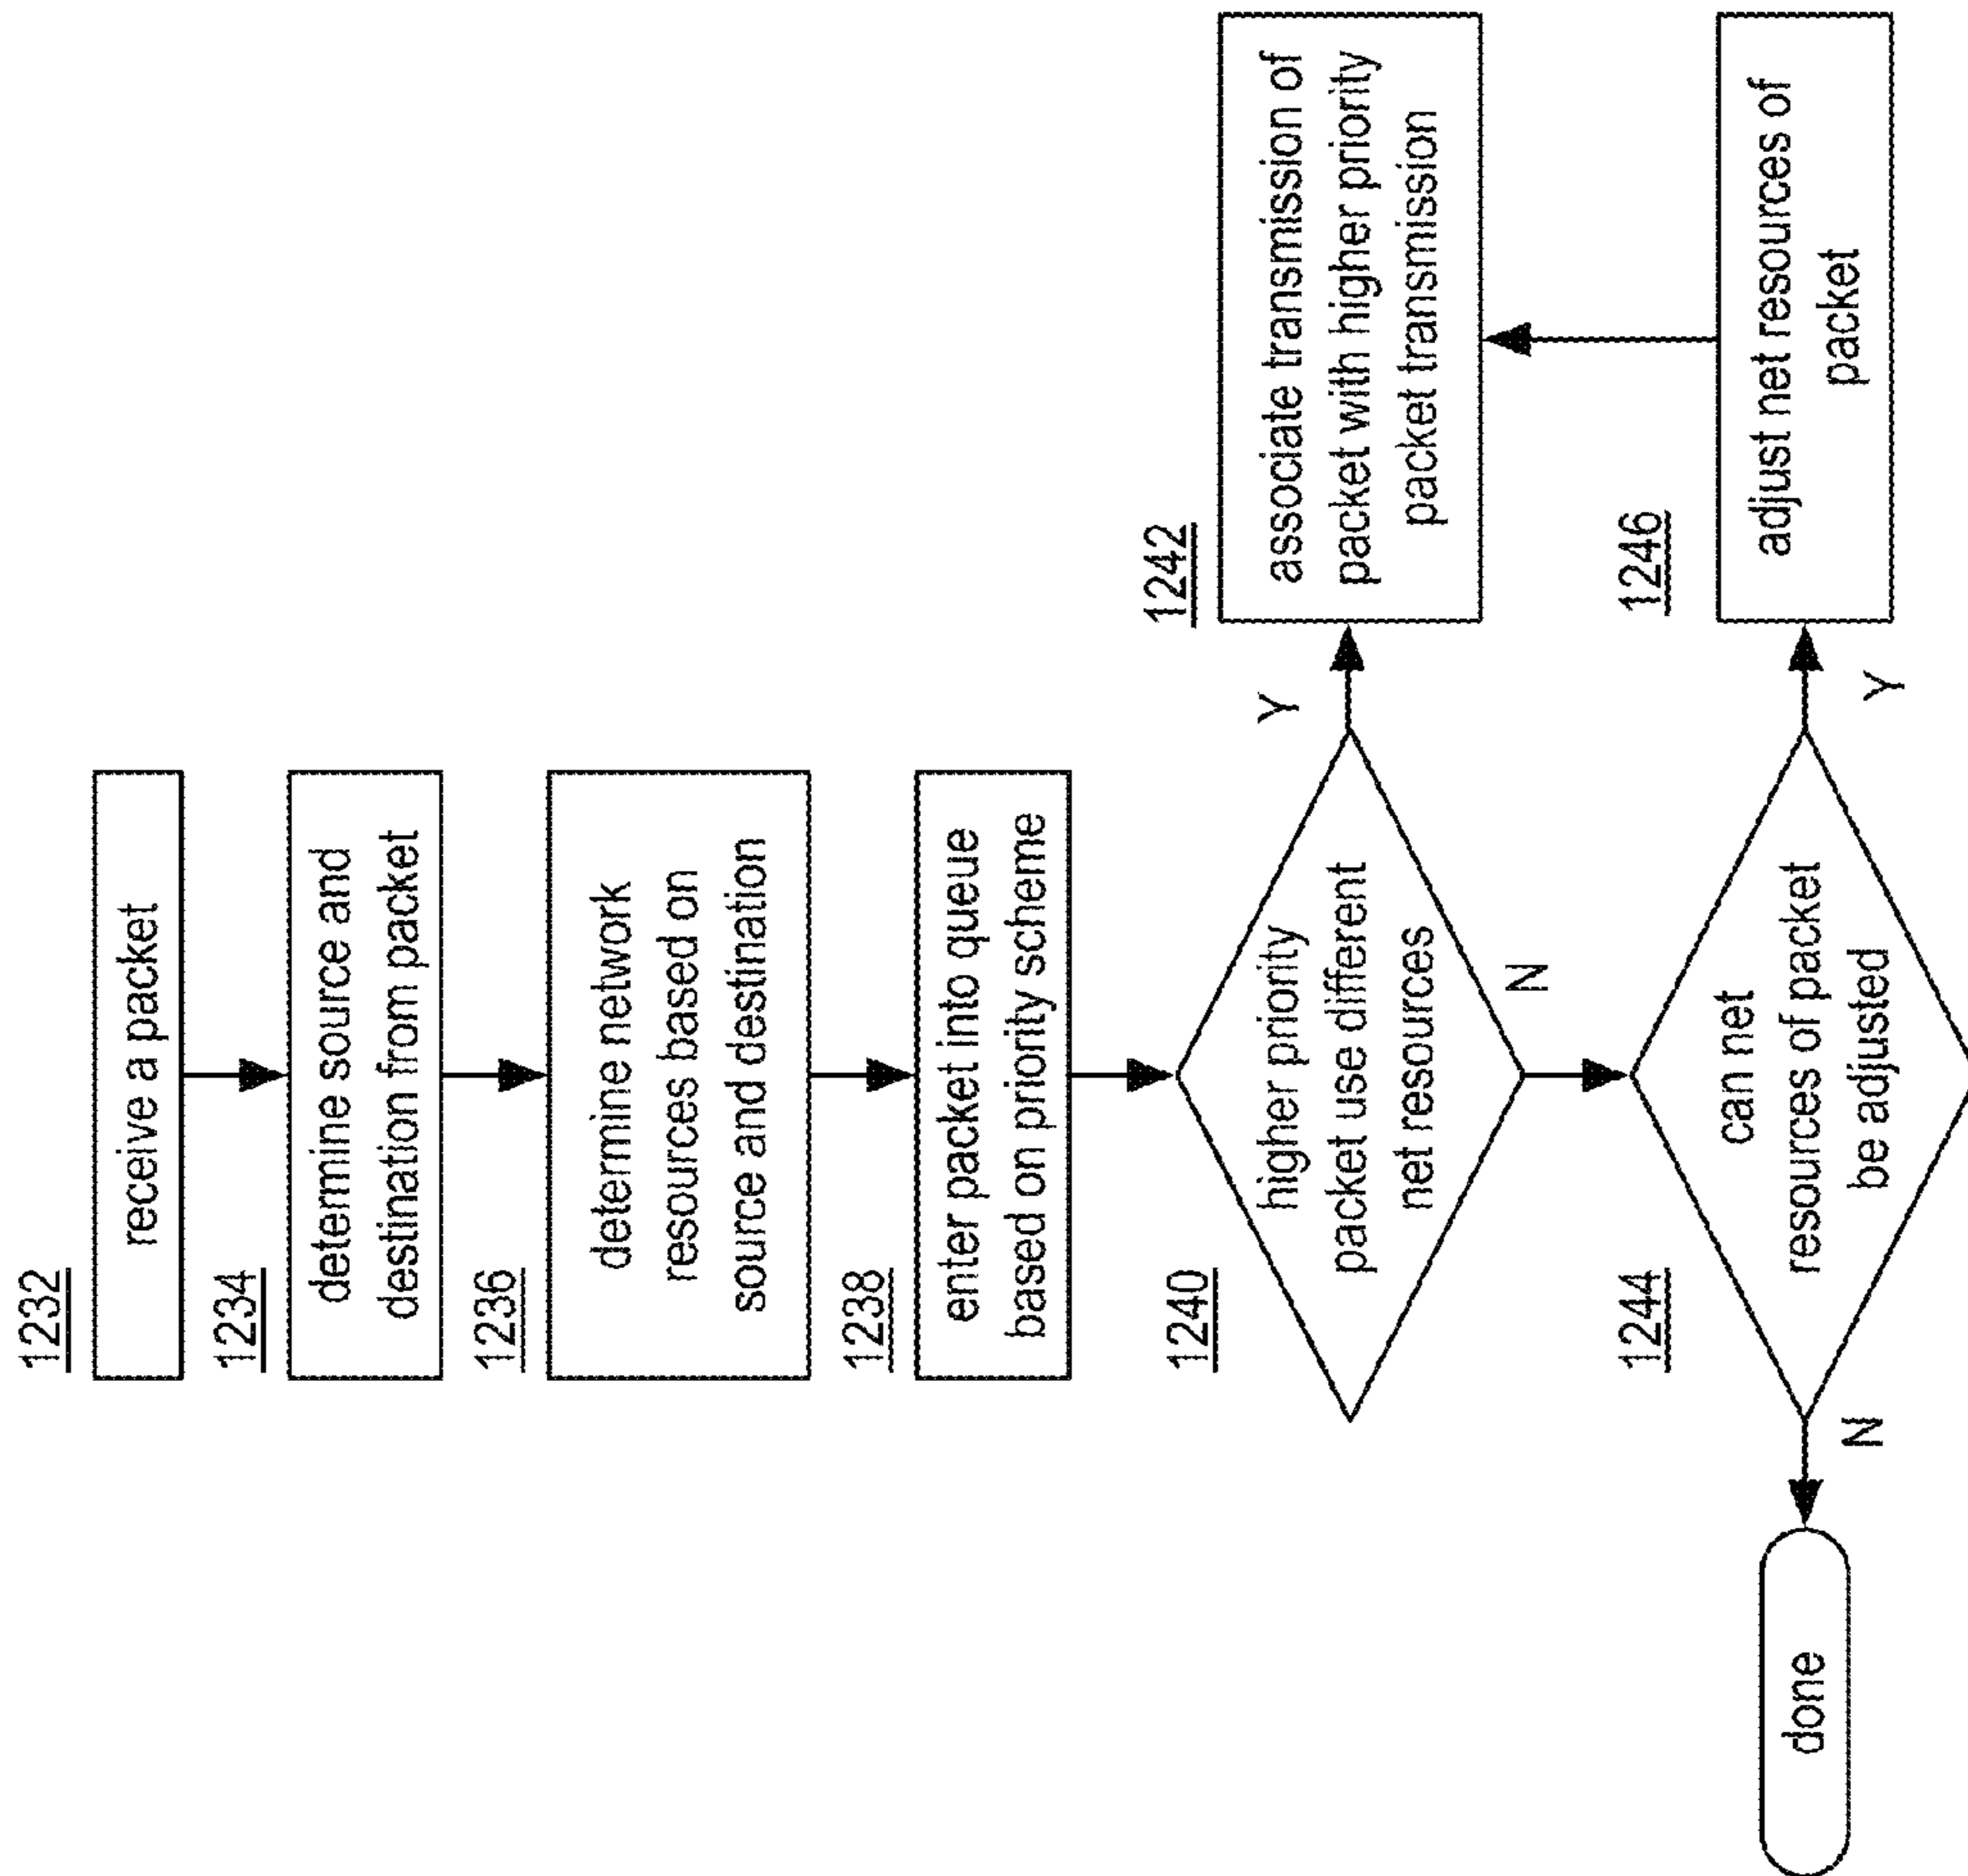 1232
receive a packet
1234
determine source and
destination from packet
1236
determine network
resources based on
source and destination
1238
enter packet into queue
based on priority scheme
1240
higher priority
packet use different
net resources
Y
N
1242
associate transmission of
packet with higher priority
packet transmission
1244
can net
resources of packet
be adjusted
Y
N
1246
adjust net resources of
packet
done